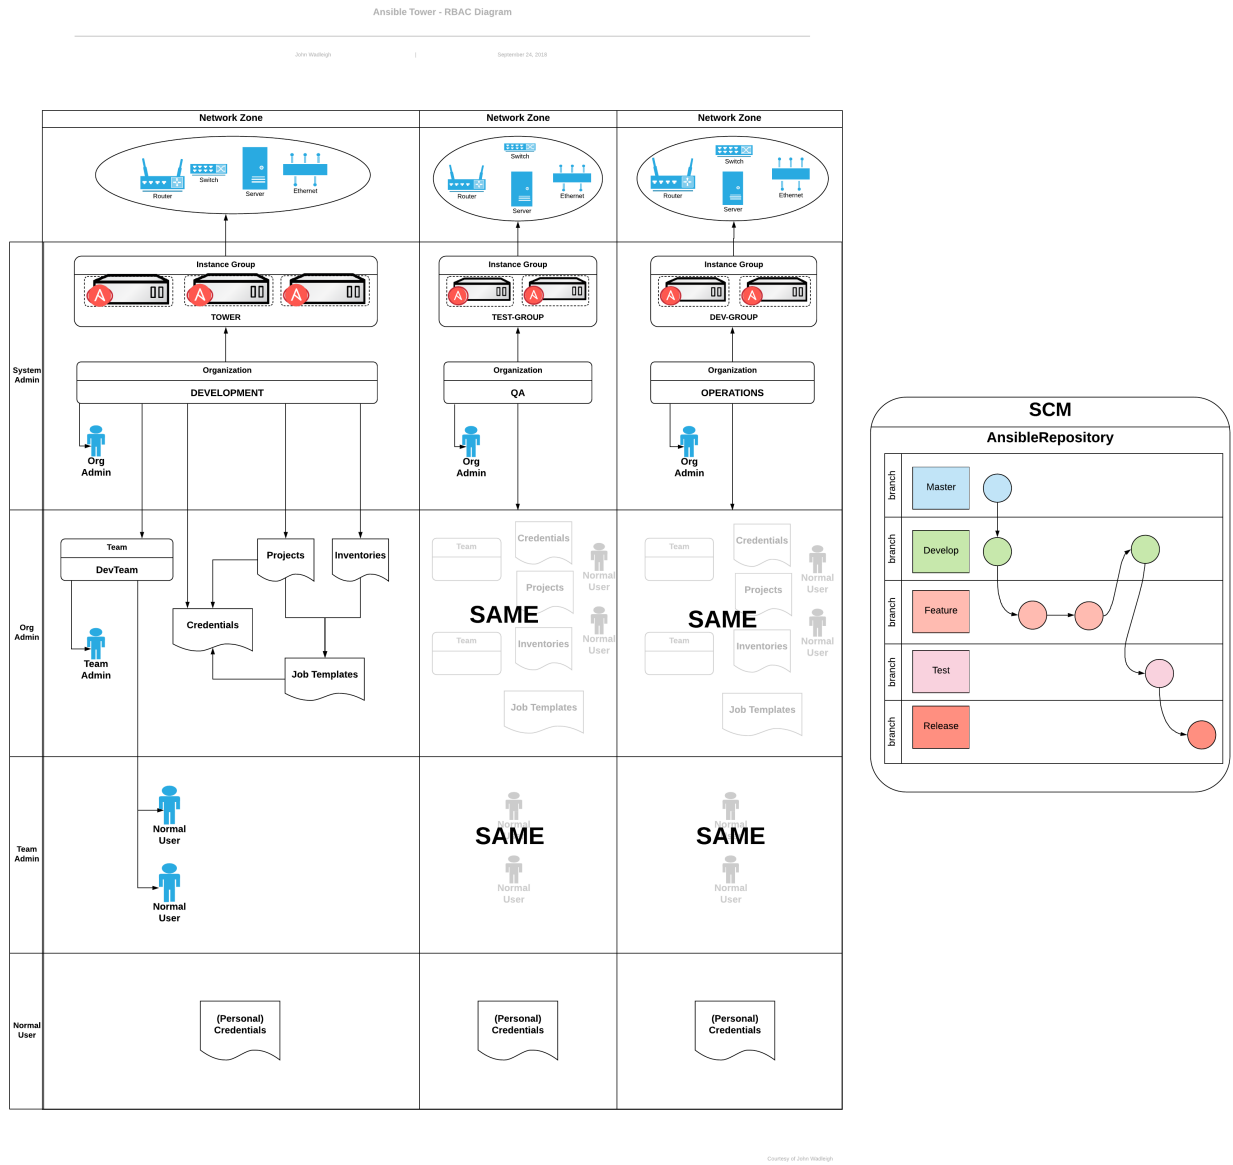 Ansible Tower - RBAC Diagram
John Wadleigh | September 24, 2018
Network Zone
Network Zone
Network Zone
Router
Switch
Server
Ethernet
Switch
Router
Server
Ethernet
Switch
Router
Server
Ethernet
System
Admin
Instance Group
TOWER
Instance Group
TEST-GROUP
Instance Group
DEV-GROUP
Organization
DEVELOPMENT
Organization
QA
Organization
OPERATIONS
Org
Admin
Org
Admin
Org
Admin
Org
Admin
Team
DevTeam
Projects
Inventories
Credentials
Team
Admin
Job Templates
Team
Credentials
Normal
User
Projects
SAME
Team
Inventories
Normal
User
Job Templates
Team
Credentials
Normal
User
Projects
SAME
Team
Inventories
Normal
User
Job Templates
Team
Admin
Normal
User
Normal
User
Normal
User
SAME
Normal
User
Normal
User
SAME
Normal
User
Normal
User
(Personal)
Credentials
(Personal)
Credentials
(Personal)
Credentials
SCM
AnsibleRepository
branch
Master
branch
Develop
branch
Feature
branch
Test
branch
Release
Courtesy of John Wadleigh